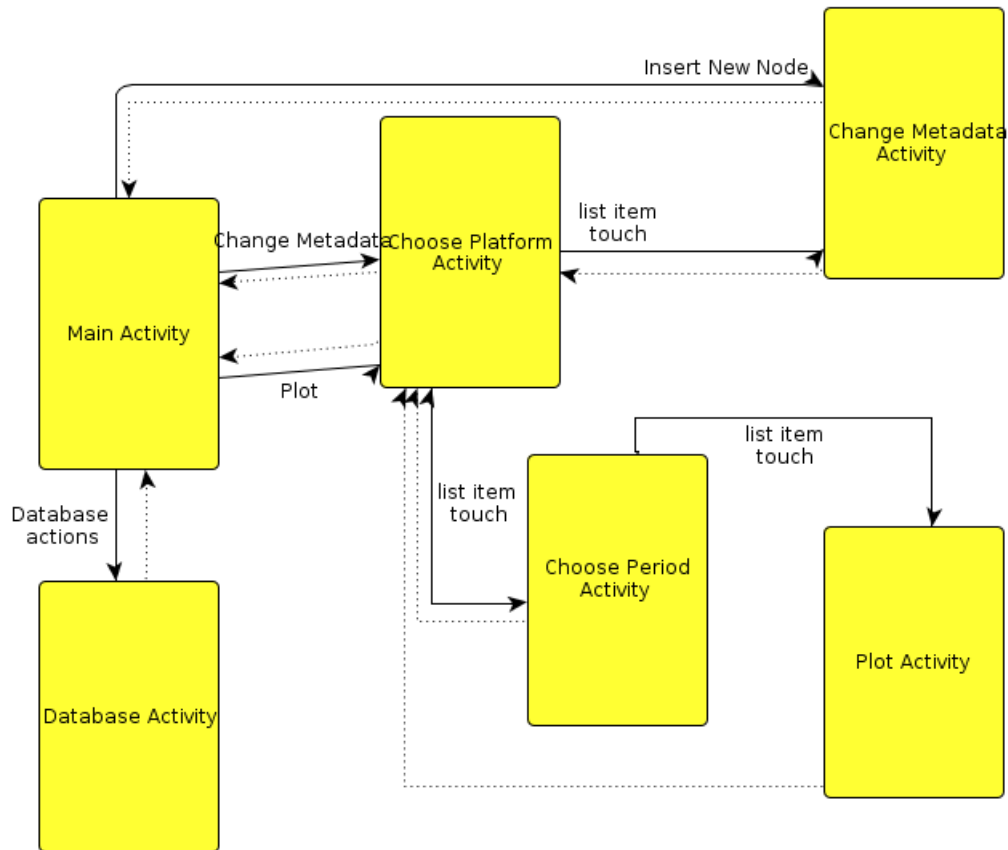 Insert New Node
Change Metadata
Activity
list item
touch
Change Metadata
Choose Platform
Activity
Main Activity
Plot
list item
touch
list item
touch
Database
actions
Choose Period
Activity
Plot Activity
Database Activity